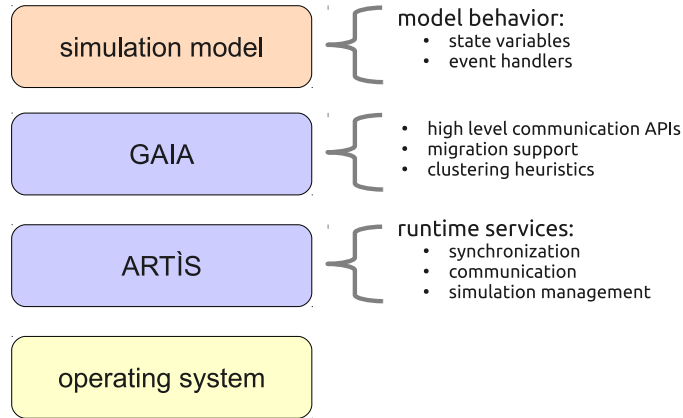 simulation model
model behavior:
• state variables
• event handlers
GAIA
• high level communication APIs
• migration support
• clustering heuristics
ARTÌS
runtime services:
• synchronization
• communication
• simulation management
operating system